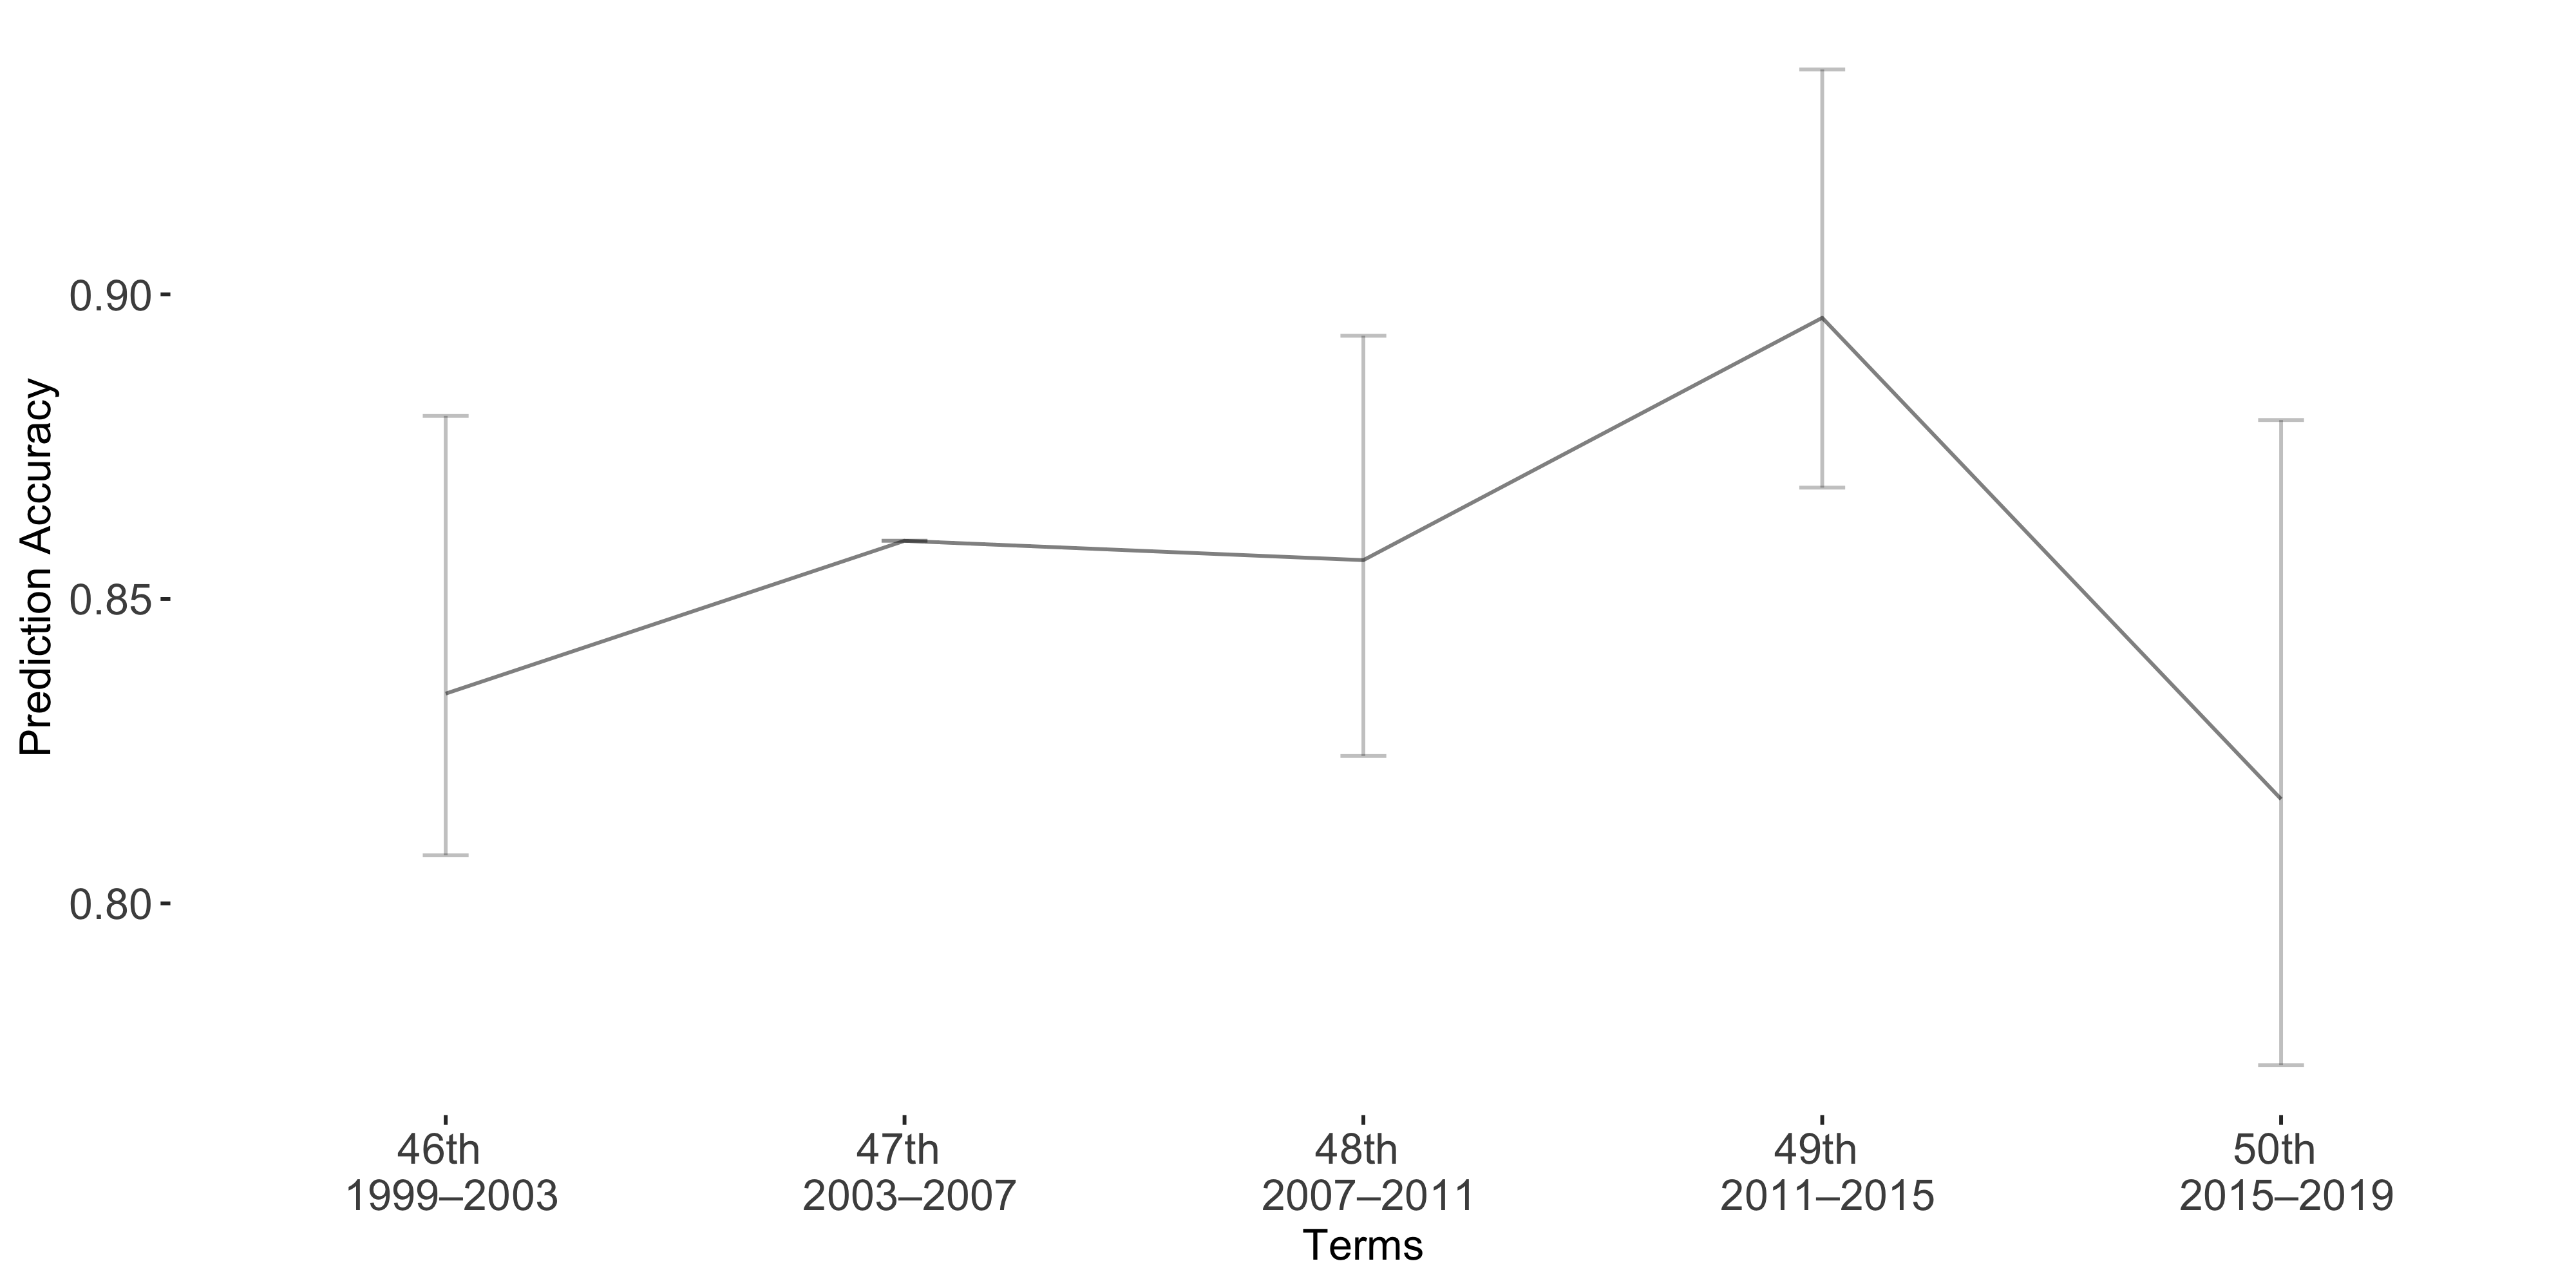 Prediction Accuracy
0.90
0.85
0.80
46th
1999–2003
47th
2003–2007
48th
2007–2011
49th
2011–2015
50th
2015–2019
Terms